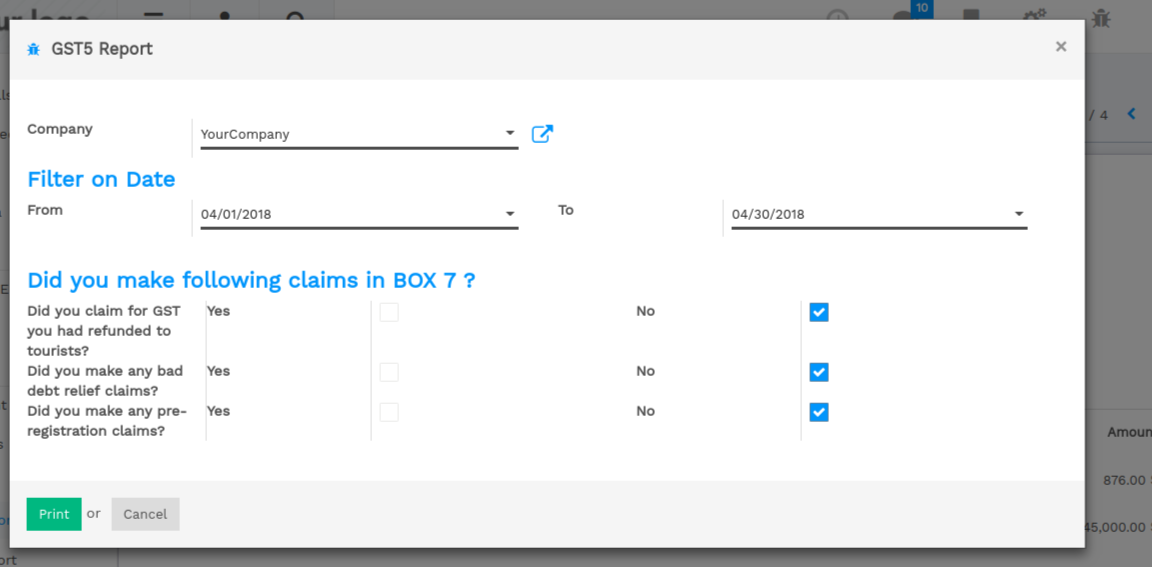 10
GST5 Report
×
/ 4
Company
YourCompany
Filter on Date
From
04/01/2018
To
04/30/2018
Did you make following claims in BOX 7 ?
Did you claim for GST
you had refunded to
tourists?
Yes
No
Did you make any bad
debt relief claims?
Yes
No
Did you make any pre-
registration claims?
Yes
No
Amoun
876.00
45,000.00
Print or Cancel